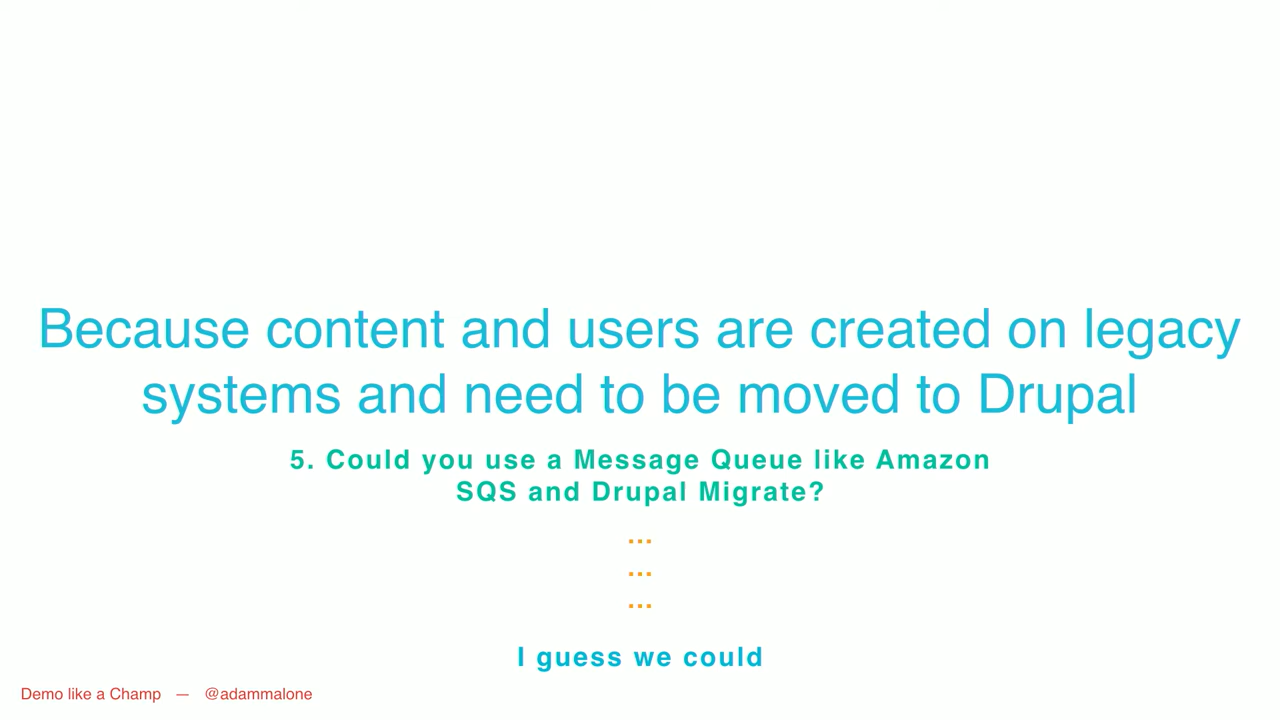 Because content and users are created on legacy
systems and need to be moved to Drupal
5. Could you use a Message Queue like Amazon
SQS and Drupal Migrate?
...
...
...
I guess we could
Demo like a Champ — @adammalone